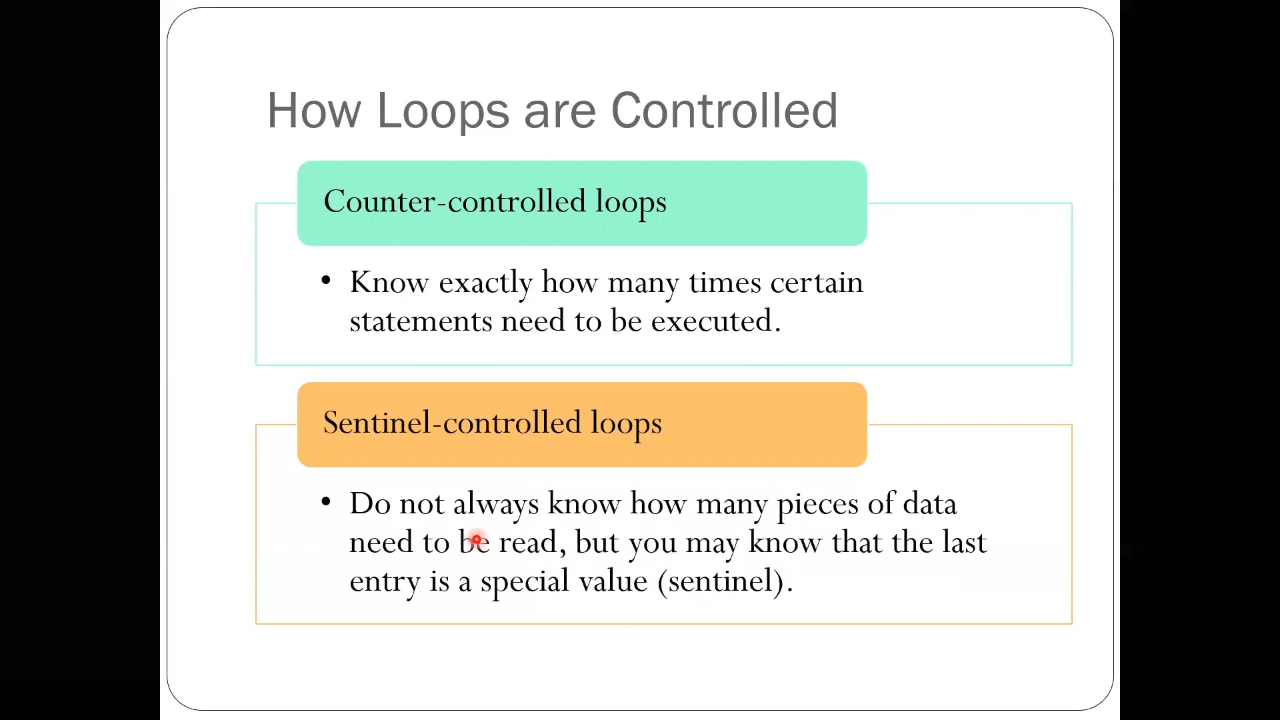 How Loops are Controlled
Counter-controlled loops
• Know exactly how many times certain
statements need to be executed.
Sentinel-controlled loops
• Do not always know how many pieces of data
need to be read, but you may know that the last
entry is a special value (sentinel).